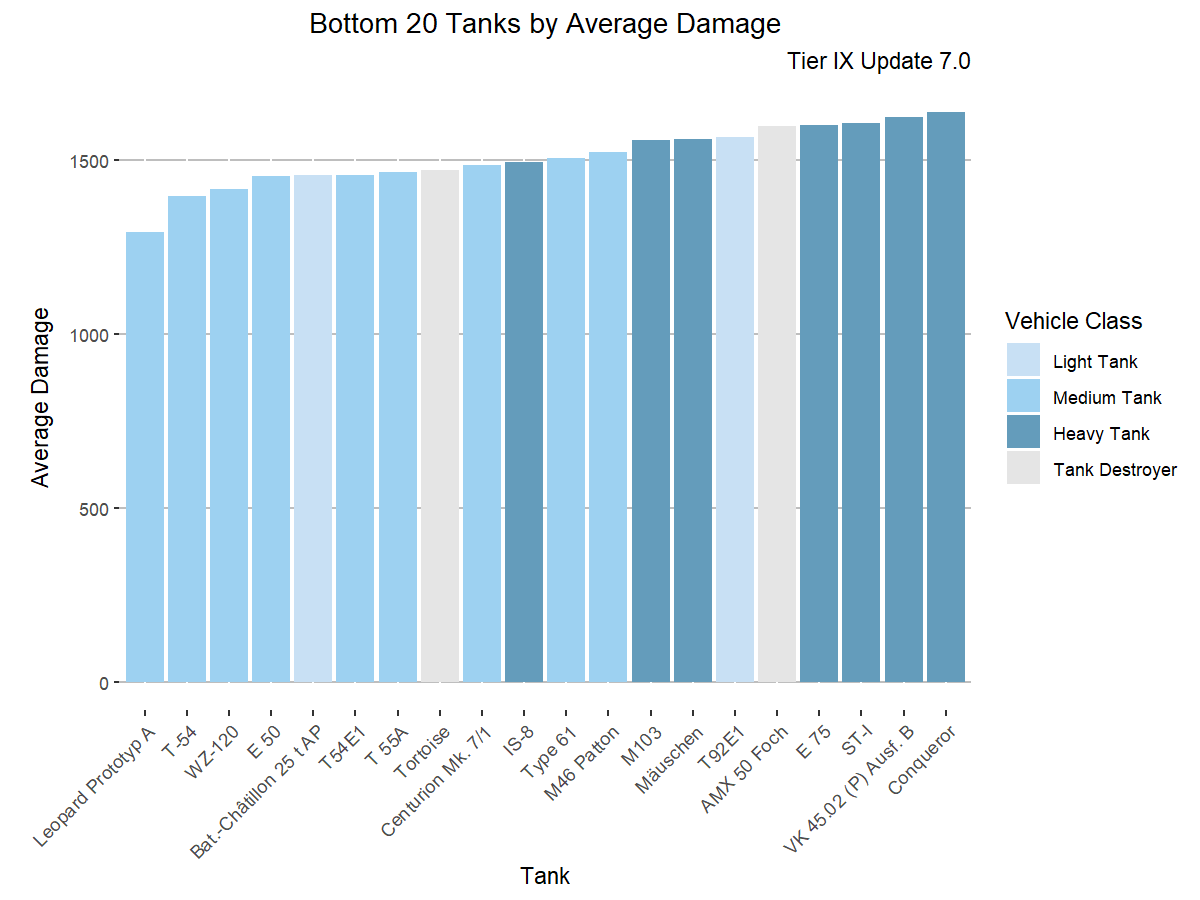 Bottom 20 Tanks by Average Damage
Tier IX Update 7.0
Average Damage
1500
1000
500
0
Leopard Prototyp A
T-54
WZ-120
E 50
Bat.-Châtillon 25 t AP
T54E1
T 55A
Tortoise
Centurion Mk. 7/1
IS-8
Type 61
M46 Patton
M103
Mäuschen
T92E1
AMX 50 Foch
E 75
ST-I
VK 45.02 (P) Ausf. B
Conqueror
Tank
Vehicle Class
Light Tank
Medium Tank
Heavy Tank
Tank Destroyer